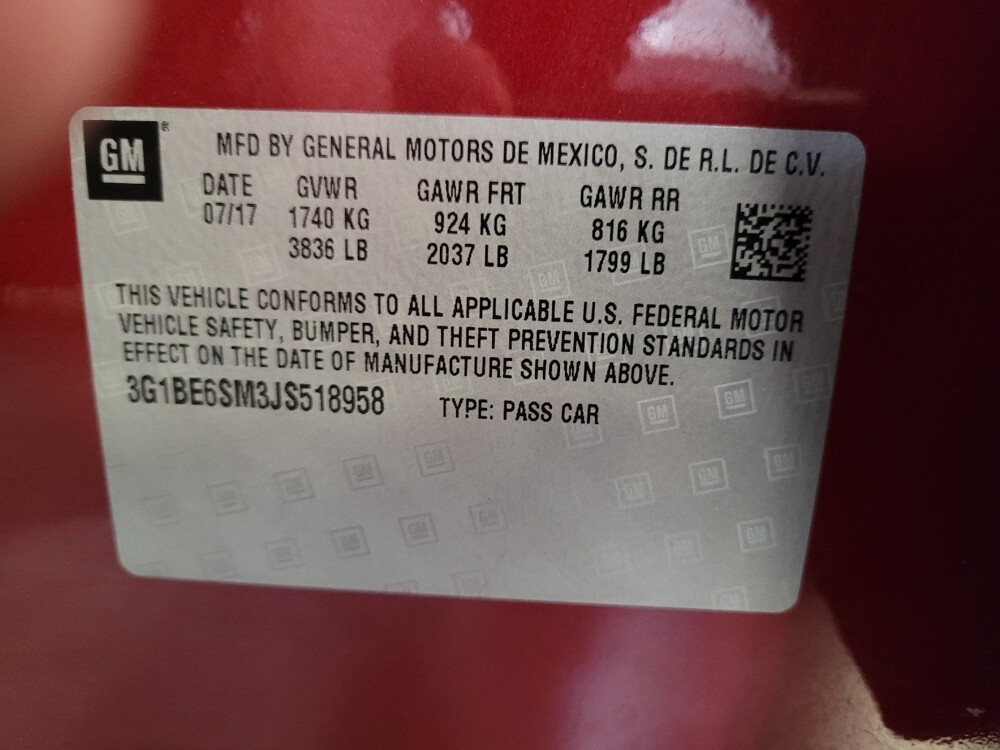 GM®
MFD BY GENERAL MOTORS DE MEXICO, S. DE R.L. DE C.V.
DATE GVWR GAWR FRT GAWR RR
07/17 1740 KG 924 KG 816 KG
3836 LB 2037 LB 1799 LB
THIS VEHICLE CONFORMS TO ALL APPLICABLE U.S. FEDERAL MOTOR
VEHICLE SAFETY, BUMPER, AND THEFT PREVENTION STANDARDS IN
EFFECT ON THE DATE OF MANUFACTURE SHOWN ABOVE.
3G1BE6SM3JS518958 TYPE: PASS CAR